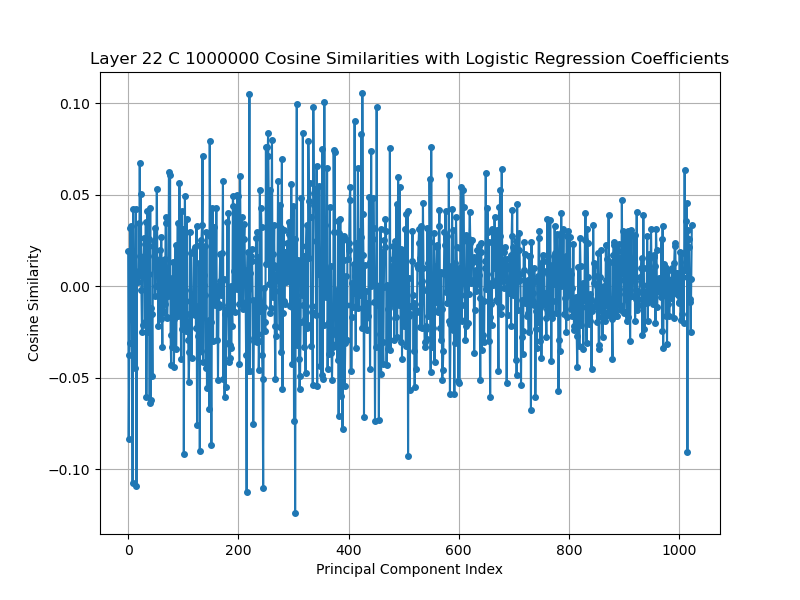 Layer 22 C 1000000 Cosine Similarities with Logistic Regression Coefficients
0.10
0.05
0.00
−0.05
−0.10
Cosine Similarity
0 200 400 600 800 1000
Principal Component Index